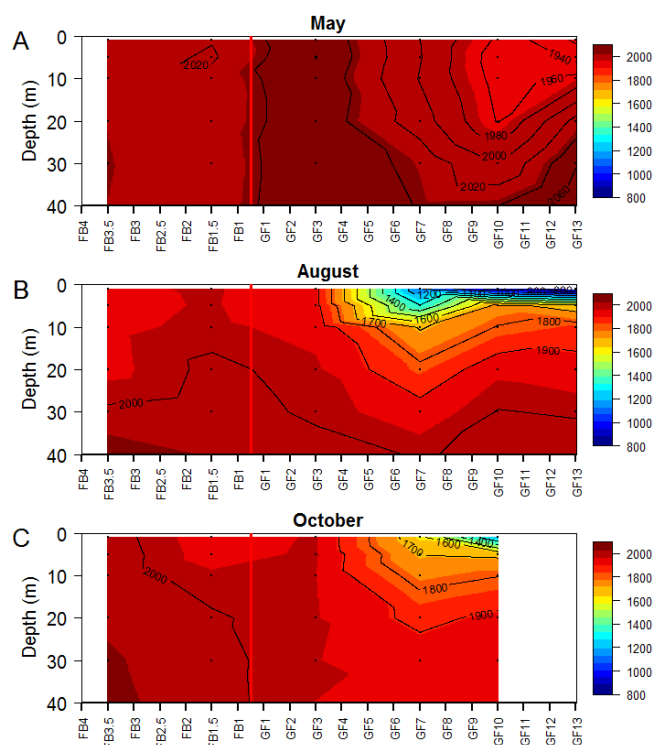 May
A
Depth (m)
0
10
20
30
40
2020
1940
1960
1980
2000
2020
2060
2000
1800
1600
1400
1200
1000
800
FB4
FB3.5
FB3
FB2.5
FB2
FB1.5
FB1
GF1
GF2
GF3
GF4
GF5
GF6
GF7
GF8
GF9
GF10
GF11
GF12
GF13
August
B
Depth (m)
0
10
20
30
40
2000
1400
1200
1600
1700
1800
1900
2000
1800
1600
1400
1200
1000
800
FB4
FB3.5
FB3
FB2.5
FB2
FB1.5
FB1
GF1
GF2
GF3
GF4
GF5
GF6
GF7
GF8
GF9
GF10
GF11
GF12
GF13
October
C
Depth (m)
0
10
20
30
40
2000
1700
1600
1400
1800
1900
2000
1800
1600
1400
1200
1000
800
FB4
FB3.5
FB3
FB2.5
FB2
FB1.5
FB1
GF1
GF2
GF3
GF4
GF5
GF6
GF7
GF8
GF9
GF10
GF11
GF12
GF13